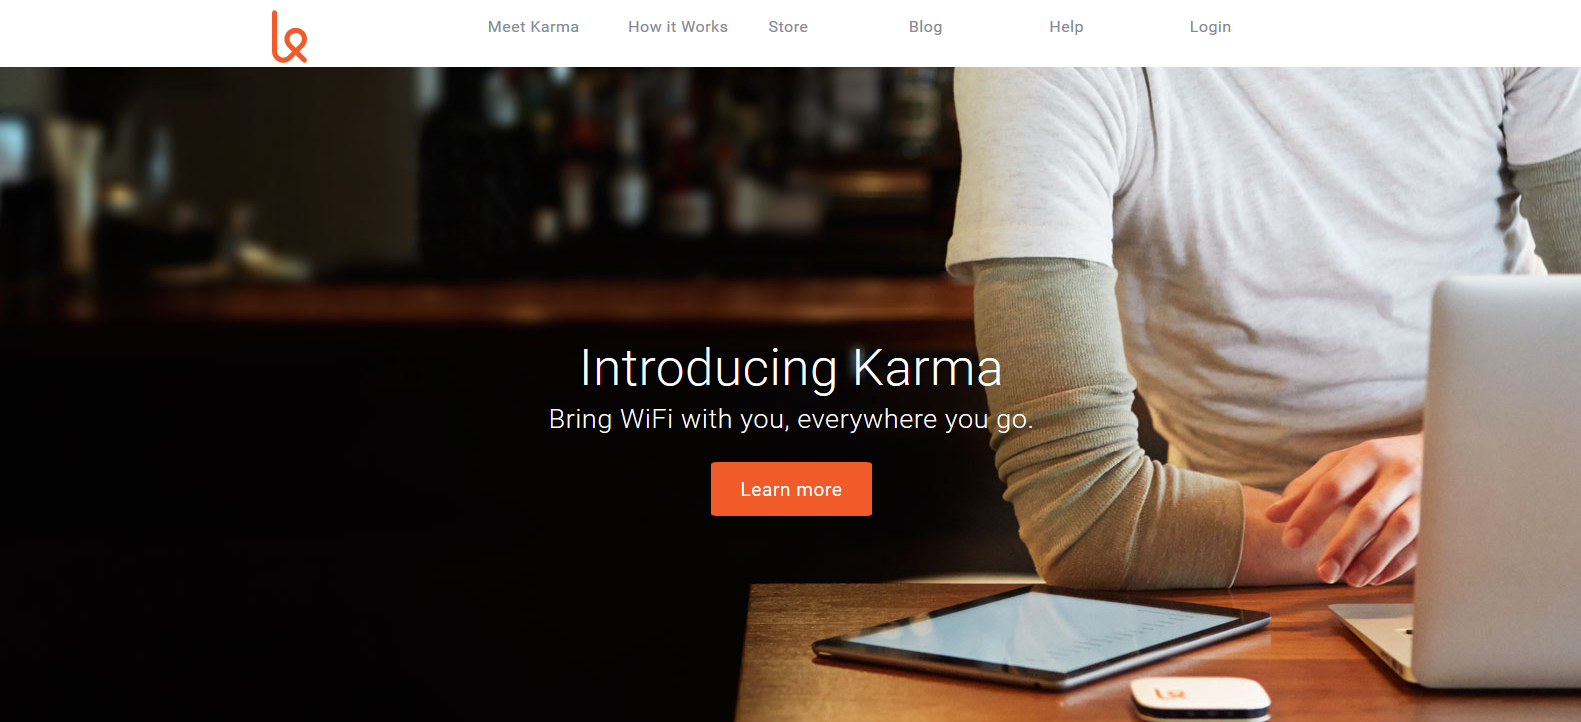 Meet Karma How it Works Store Blog Help Login
Introducing Karma
Bring WiFi with you, everywhere you go.
Learn more